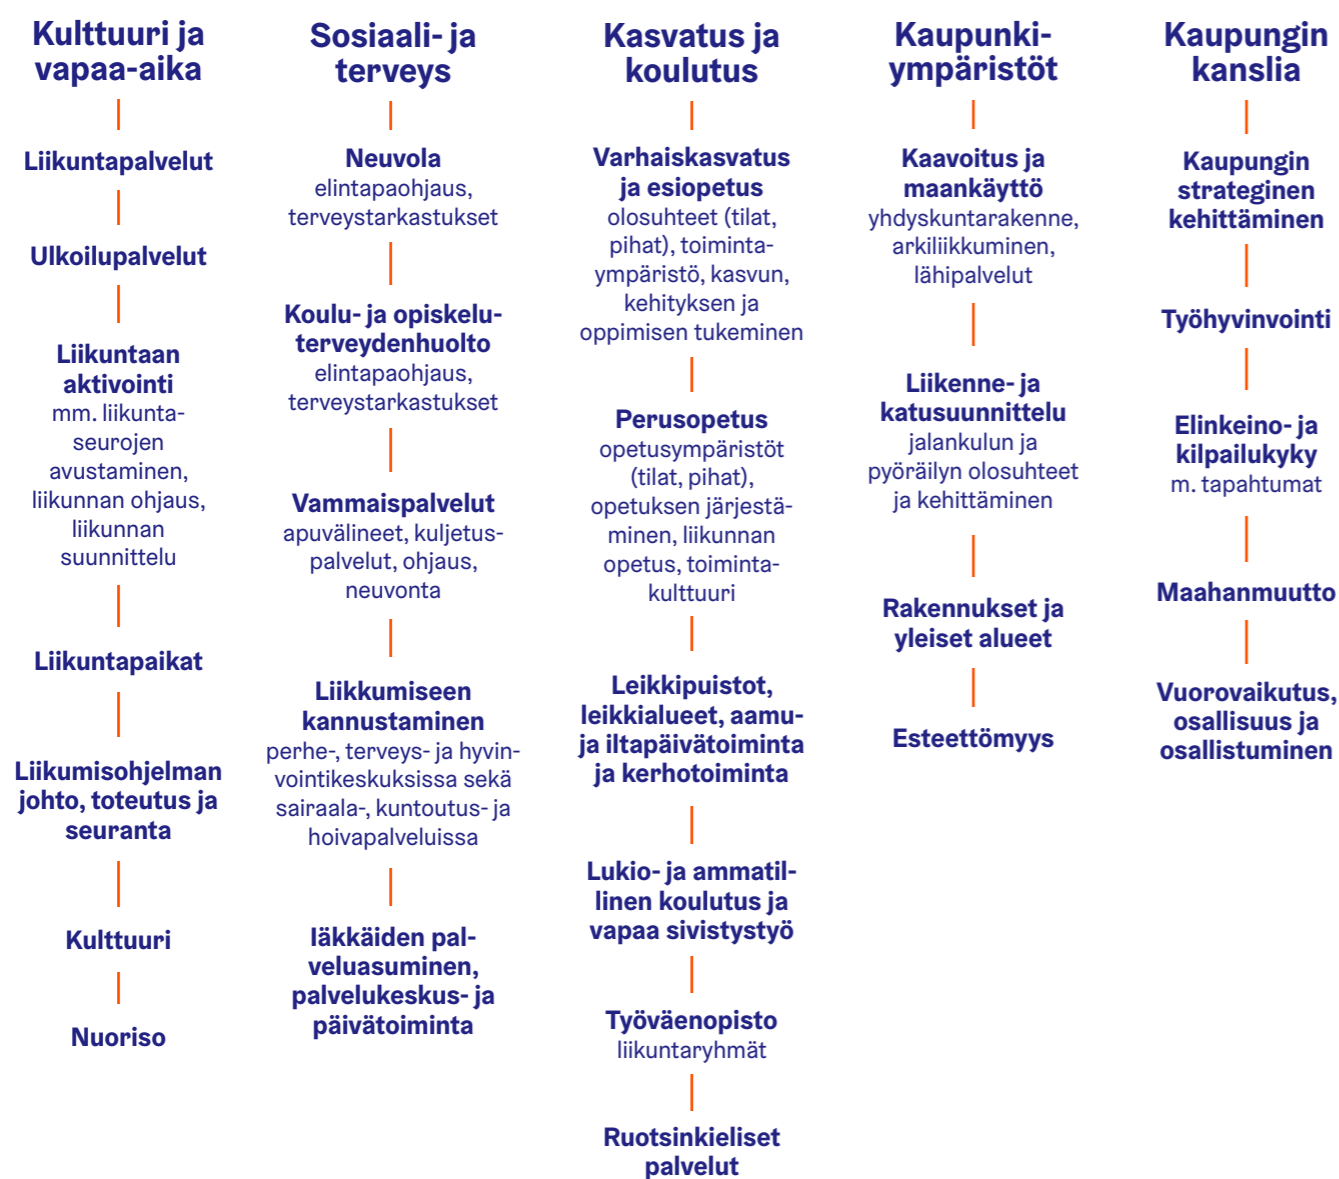 Kulttuuri ja
vapaa-aika
Liikuntapalvelut
Ulkoilupalvelut
Liikuntaan
aktivointi
mm. liikunta-
seurojen
avustaminen,
liikunnan ohjaus,
liikunnan
suunnittelu
Liikuntapaikat
Liikumisohjelman
johto, toteutus ja
seuranta
Kulttuuri
Nuoriso
Sosiaali- ja
terveys
Neuvola
elintapaohjaus,
terveystarkastukset
Koulu- ja opiskelu-
terveydenhuolto
elintapaohjaus,
terveystarkastukset
Vammaispalvelut
apuvälineet, kuljetus-
palvelut, ohjaus,
neuvonta
Liikkumiseen
kannustaminen
perhe-, terveys- ja hyvin-
vointikeskuksissa sekä
sairaala-, kuntoutus- ja
hoivapalveluissa
Iäkkäiden pal-
veluasuminen,
palvelukeskus- ja
päivätoiminta
Kasvatus ja
koulutus
Varhaiskasvatus
ja esiopetus
olosuhteet (tilat,
pihat), toiminta-
ympäristö, kasvun,
kehityksen ja
oppimisen tukeminen
Perusopetus
opetusympäristöt
(tilat, pihat),
opetuksen järjestä-
minen, liikunnan
opetus, toiminta-
kulttuuri
Leikkipuistot,
leikkialueet, aamu-
ja iltapäivätoiminta
ja kerhotoiminta
Lukio- ja ammatil-
linen koulutus ja
vapaa sivistystyö
Työväenopisto
liikuntaryhmät
Ruotsinkieliset
palvelut
Kaupunki-
ympäristöt
Kaavoitus ja
maankäyttö
yhdyskuntarakenne,
arkiliikkuminen,
lähipalvelut
Liikenne- ja
katusuunnittelu
jalankulun ja
pyöräilyn olosuhteet
ja kehittäminen
Rakennukset ja
yleiset alueet
Esteettömyys
Kaupungin
kanslia
Kaupungin
strateginen
kehittäminen
Työhyvinvointi
Elinkeino- ja
kilpailukyky
m. tapahtumat
Maahanmuutto
Vuorovaikutus,
osallisuus ja
osallistuminen